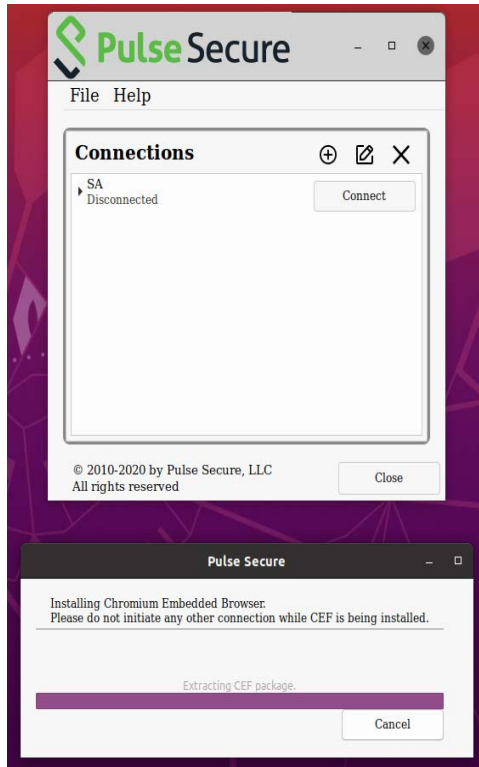 Pulse Secure
File Help
Connections
SA
Disconnected
Connect
© 2010-2020 by Pulse Secure, LLC
All rights reserved
Close
Pulse Secure
Installing Chromium Embedded Browser.
Please do not initiate any other connection while CEF is being installed.
Extracting CEF package.
Cancel